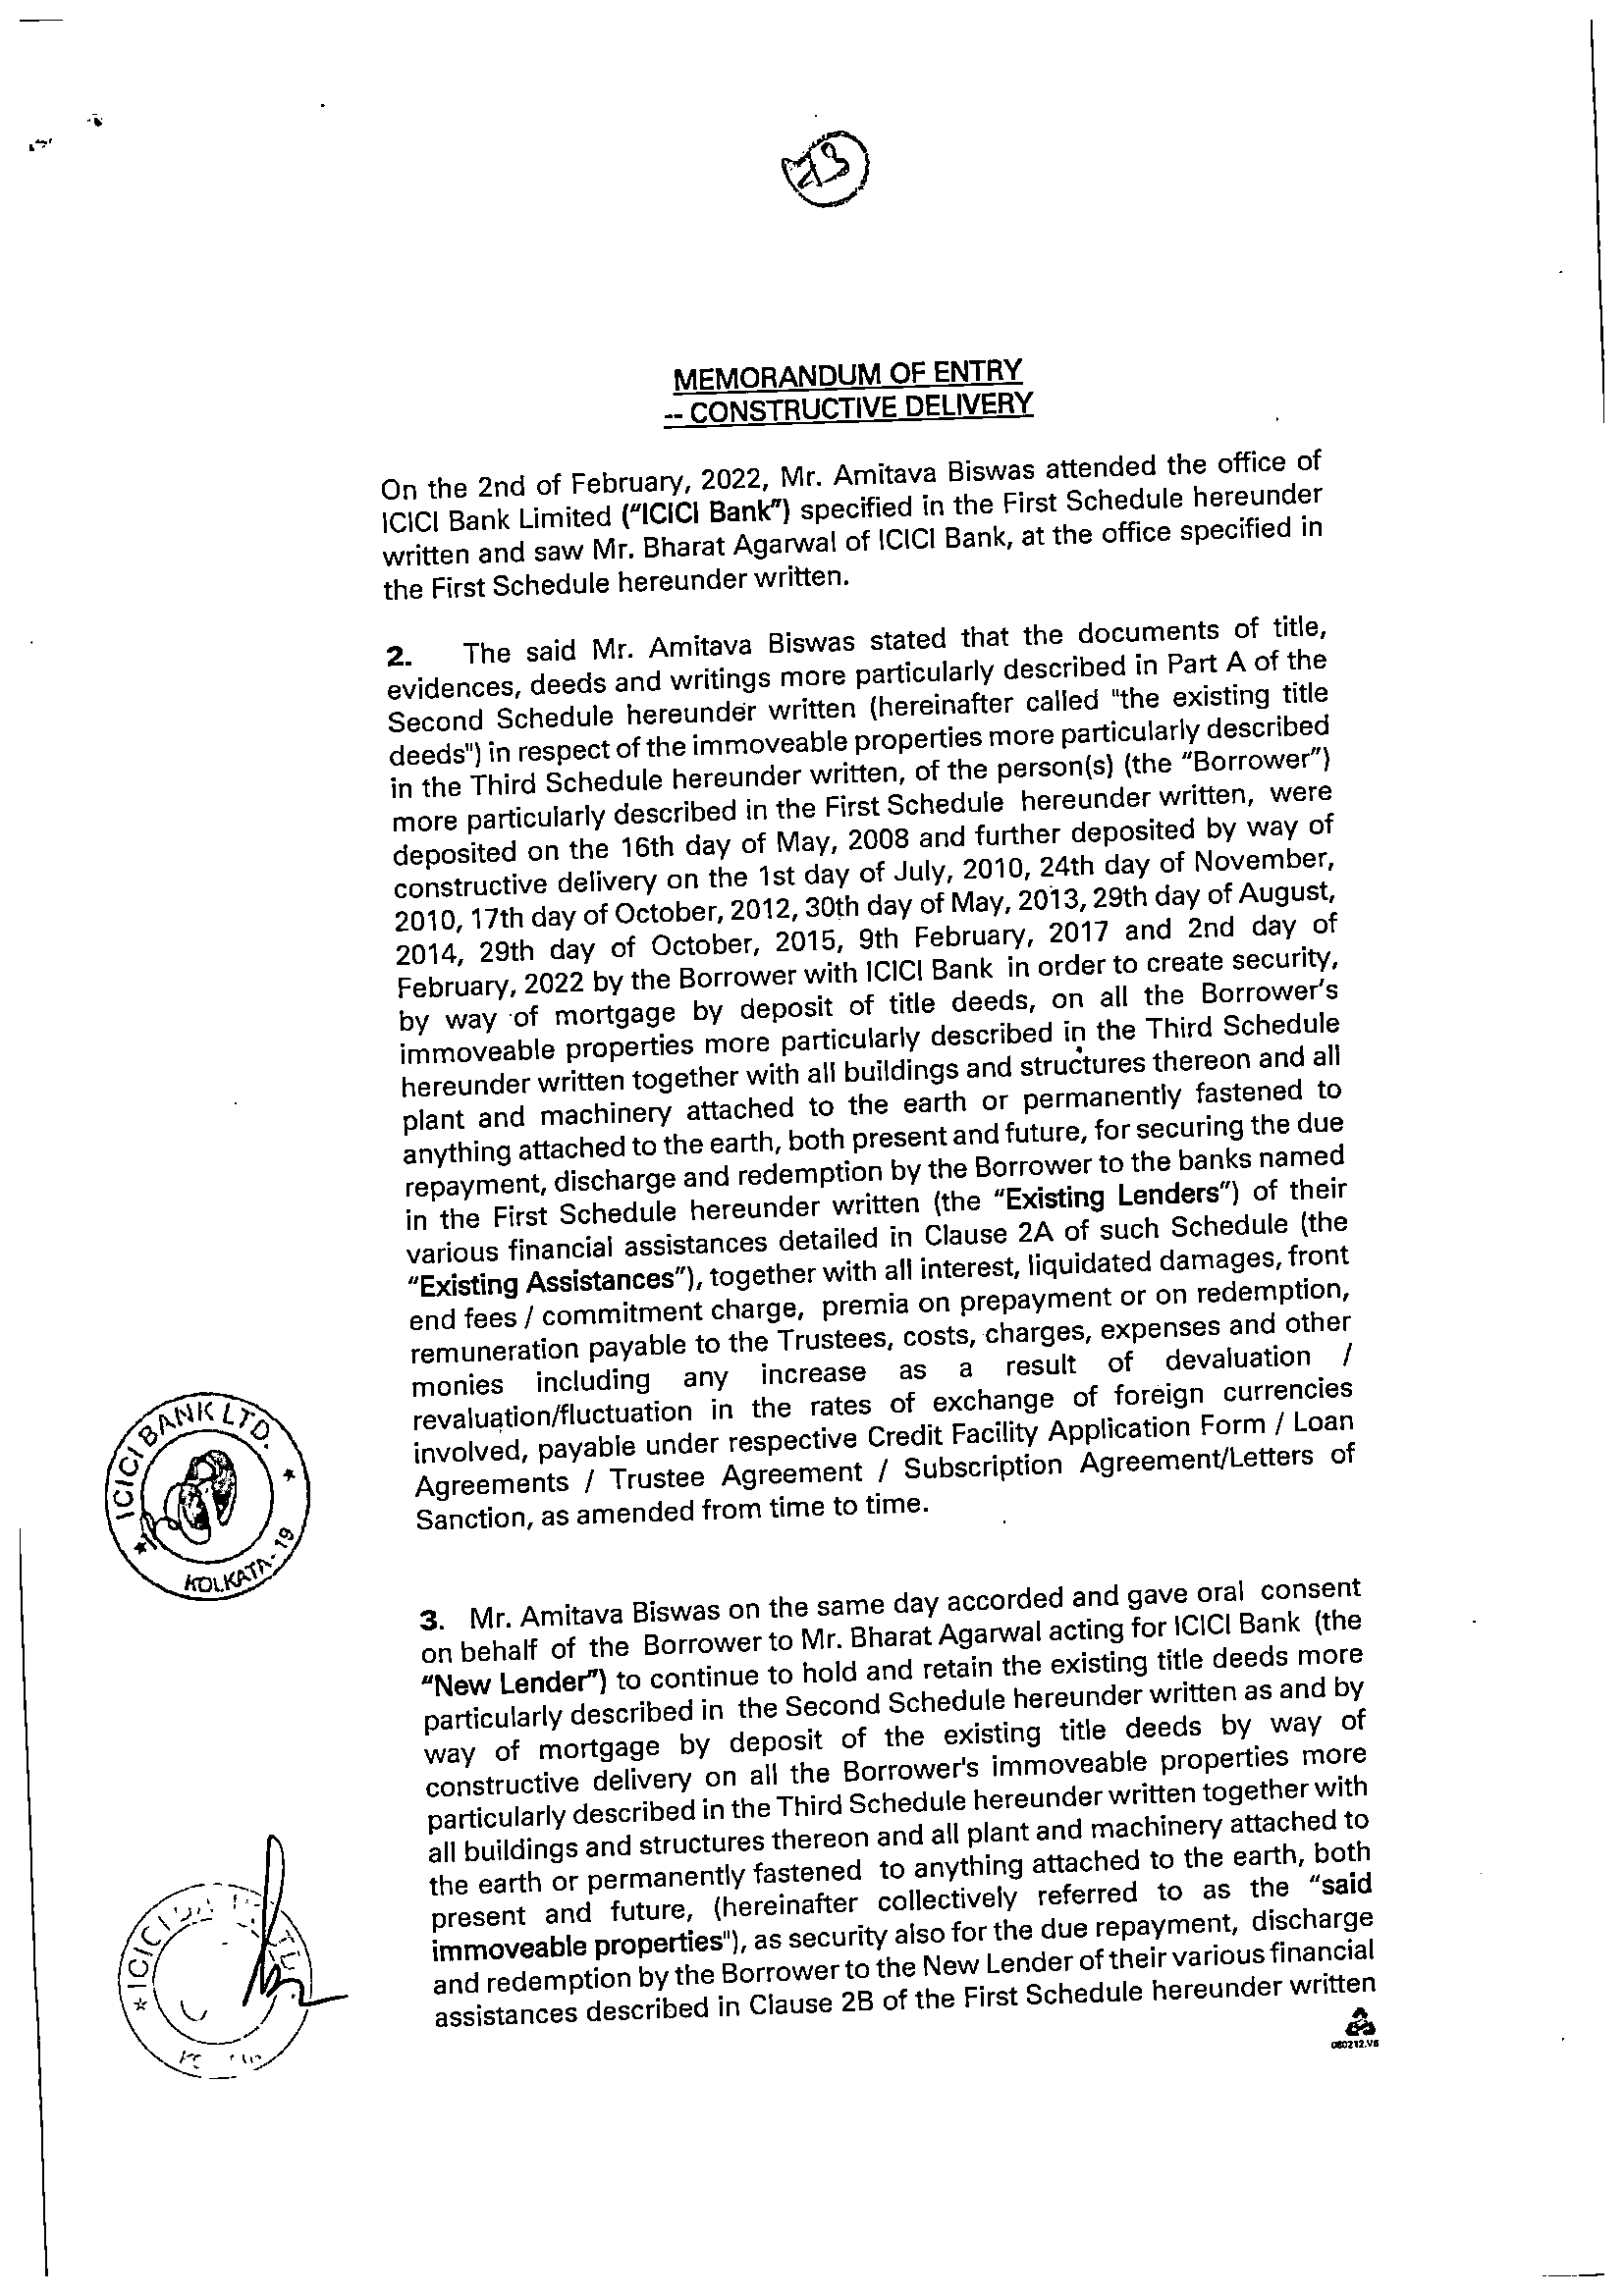 MEMORANDUM OF ENTRY
-- CONSTRUCTIVE DELIVERY
On the 2nd of February, 2022, Mr. Amitava Biswas attended the office of
ICICI Bank Limited (“ICICI Bank”) specified in the First Schedule hereunder
written and saw Mr. Bharat Agarwal of ICICI Bank, at the office specified in
the First Schedule hereunder written.
2. The said Mr. Amitava Biswas stated that the documents of title,
evidences, deeds and writings more particularly described in Part A of the
Second Schedule hereunder written (hereinafter called "the existing title
deeds") in respect of the immoveable properties more particularly described
in the Third Schedule hereunder written, of the person(s) (the “Borrower”)
more particularly described in the First Schedule hereunder written, were
deposited on the 16th day of May, 2008 and further deposited by way of
constructive delivery on the 1st day of July, 2010, 24th day of November,
2010, 17th day of October, 2012, 30th day of May, 2013, 29th day of August,
2014, 29th day of October, 2015, 9th February, 2017 and 2nd day of
February, 2022 by the Borrower with ICICI Bank in order to create security,
by way of mortgage by deposit of title deeds, on all the Borrower's
immoveable properties more particularly described in the Third Schedule
hereunder written together with all buildings and structures thereon and all
plant and machinery attached to the earth or permanently fastened to
anything attached to the earth, both present and future, for securing the due
repayment, discharge and redemption by the Borrower to the banks named
in the First Schedule hereunder written (the “Existing Lenders”) of their
various financial assistances detailed in Clause 2A of such Schedule (the
“Existing Assistances”), together with all interest, liquidated damages, front
end fees / commitment charge, premia on prepayment or on redemption,
remuneration payable to the Trustees, costs, charges, expenses and other
monies including any increase as a result of devaluation /
revaluation/fluctuation in the rates of exchange of foreign currencies
involved, payable under respective Credit Facility Application Form / Loan
Agreements / Trustee Agreement / Subscription Agreement/Letters of
Sanction, as amended from time to time.
ICICI BANK LTD.
KOLKATA - 19
3. Mr. Amitava Biswas on the same day accorded and gave oral consent
on behalf of the Borrower to Mr. Bharat Agarwal acting for ICICI Bank (the
“New Lender”) to continue to hold and retain the existing title deeds more
particularly described in the Second Schedule hereunder written as and by
way of mortgage by deposit of the existing title deeds by way of
constructive delivery on all the Borrower's immoveable properties more
particularly described in the Third Schedule hereunder written together with
all buildings and structures thereon and all plant and machinery attached to
the earth or permanently fastened to anything attached to the earth, both
present and future, (hereinafter collectively referred to as the “said
immoveable properties"), as security also for the due repayment, discharge
and redemption by the Borrower to the New Lender of their various financial
assistances described in Clause 2B of the First Schedule hereunder written
ICICI
080212.V6